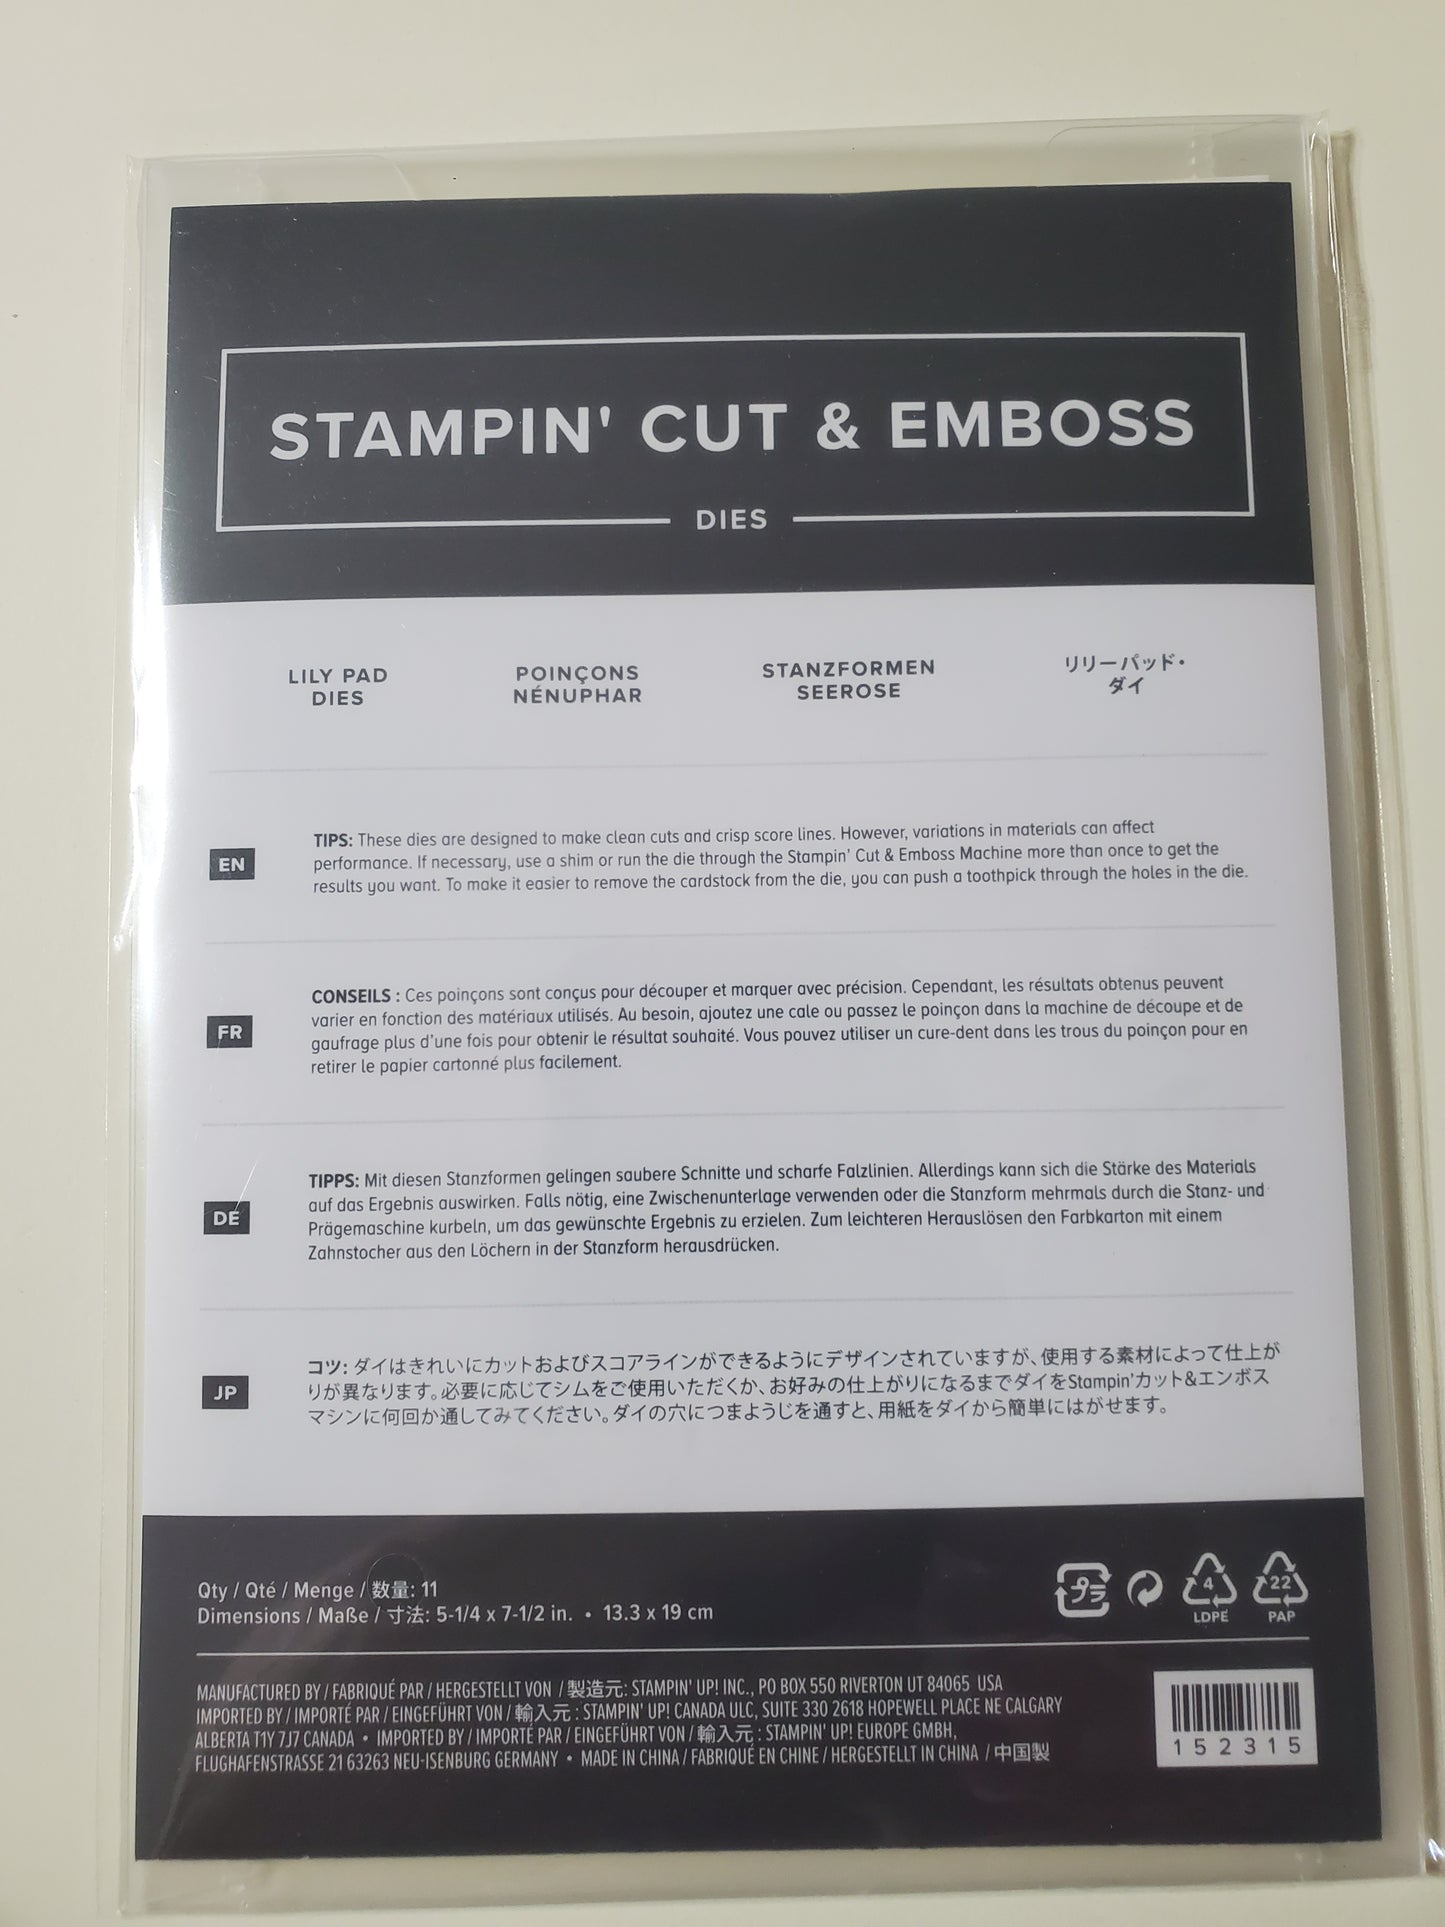 STAMPIN' CUT & EMBOSS
DIES
LILY PAD
DIES
POINÇONS
NÉNUPHAR
STANZFORMEN
SEEROSE
リリーパッド・
ダイ
EN
TIPS: These dies are designed to make clean cuts and crisp score lines. However, variations in materials can affect
performance. If necessary, use a shim or run the die through the Stampin' Cut & Emboss Machine more than once to get the
results you want. To make it easier to remove the cardstock from the die, you can push a toothpick through the holes in the die.
FR
CONSEILS : Ces poinçons sont conçus pour découper et marquer avec précision. Cependant, les résultats obtenus peuvent
varier en fonction des matériaux utilisés. Au besoin, ajoutez une cale ou passez le poinçon dans la machine de découpe et de
gaufrage plus d'une fois pour obtenir le résultat souhaité. Vous pouvez utiliser un cure-dent dans les trous du poinçon pour en
retirer le papier cartonné plus facilement.
DE
TIPPS: Mit diesen Stanzformen gelingen saubere Schnitte und scharfe Falzlinien. Allerdings kann sich die Stärke des Materials
auf das Ergebnis auswirken. Falls nötig, eine Zwischenunterlage verwenden oder die Stanzform mehrmals durch die Stanz- und
Prägemaschine kurbeln, um das gewünschte Ergebnis zu erzielen. Zum leichteren Herauslösen den Farbkarton mit einem
Zahnstocher aus den Löchern in der Stanzform herausdrücken.
JP
コツ: ダイはきれいにカットおよびスコアラインができるようにデザインされていますが、使用する素材によって仕上が
りが異なります。必要に応じてシムをご使用いただくか、お好みの仕上がりになるまでダイをStampin'カット&エンボス
マシンに何回か通してみてください。ダイの穴につまようじを通すと、用紙をダイから簡単にはがせます。
Qty / Qté / Menge / 数量: 11
Dimensions / Maße / 寸法: 5-1/4 x 7-1/2 in. • 13.3 x 19 cm
プラ
4
LDPE
22
PAP
MANUFACTURED BY / FABRIQUÉ PAR / HERGESTELLT VON / 製造元: STAMPIN' UP! INC., PO BOX 550 RIVERTON UT 84065 USA
IMPORTED BY / IMPORTÉ PAR / EINGEFÜHRT VON / 輸入元 : STAMPIN' UP! CANADA ULC, SUITE 330 2618 HOPEWELL PLACE NE CALGARY
ALBERTA T1Y 7J7 CANADA • IMPORTED BY / IMPORTÉ PAR / EINGEFÜHRT VON / 輸入元 : STAMPIN' UP! EUROPE GMBH,
FLUGHAFENSTRASSE 21 63263 NEU-ISENBURG GERMANY • MADE IN CHINA / FABRIQUÉ EN CHINE / HERGESTELLT IN CHINA / 中国製
152315